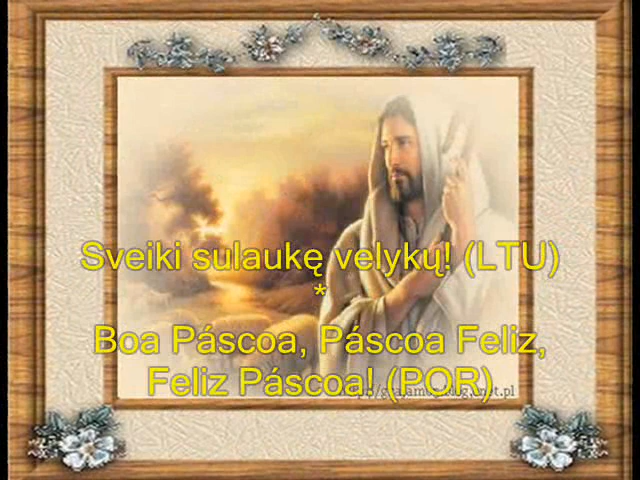 Sveiki sulaukę velykų! (LTU)
*
Boa Páscoa, Páscoa Feliz,
Feliz Páscoa! (POR)